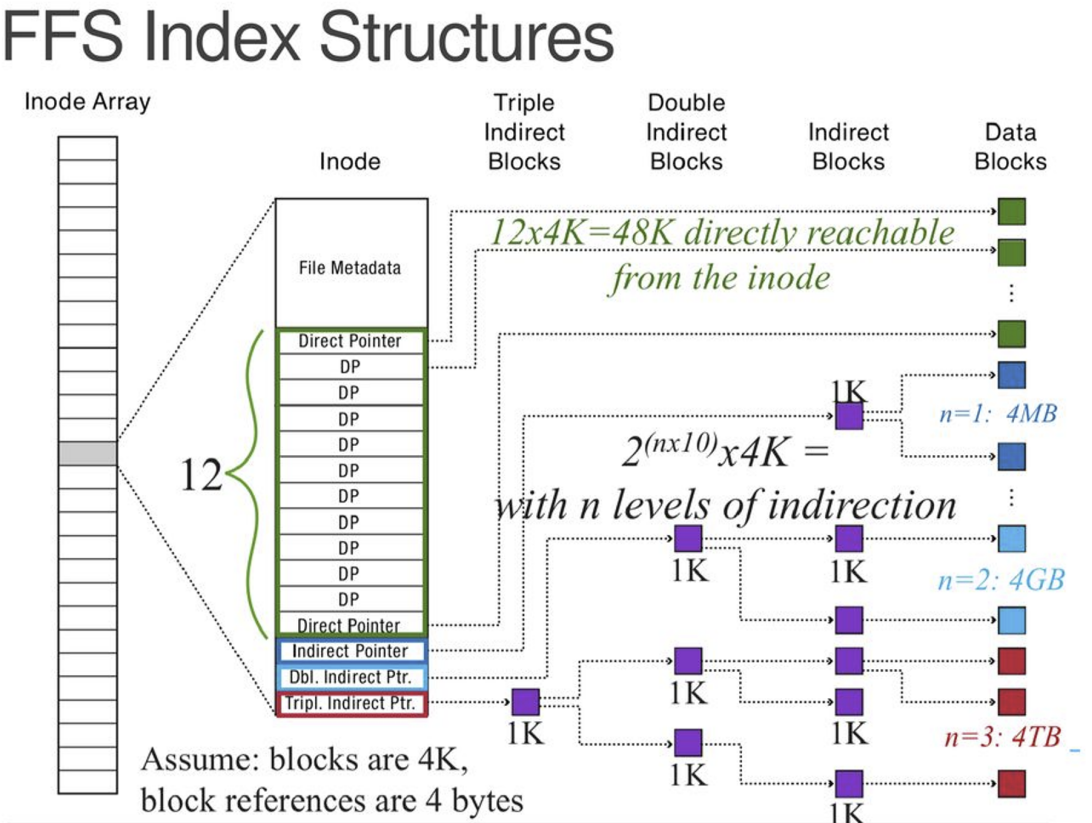 FFS Index Structures
Inode Array
Inode
Triple
Indirect
Blocks
Double
Indirect
Blocks
Indirect
Blocks
Data
Blocks
File Metadata
12x4K=48K directly reachable
from the inode
⋮
Direct Pointer
DP
DP
DP
DP
DP
DP
DP
DP
DP
DP
Direct Pointer
Indirect Pointer
Dbl. Indirect Ptr.
Tripl. Indirect Ptr.
12
1K
n=1: 4MB
2^(nx10)x4K =
with n levels of indirection
⋮
1K
1K
n=2: 4GB
1K
1K
1K
n=3: 4TB
1K
1K
Assume: blocks are 4K,
block references are 4 bytes